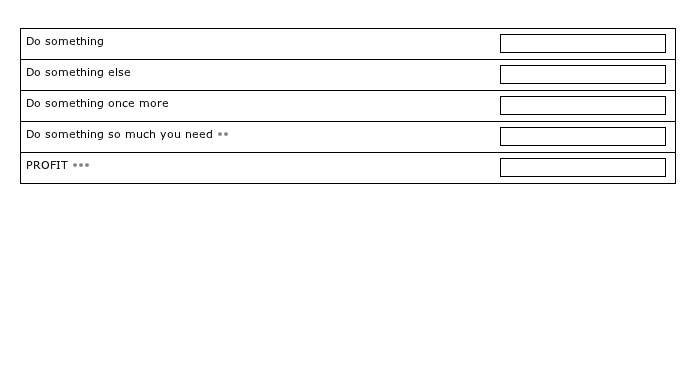 Do something
Do something else
Do something once more
Do something so much you need ••
PROFIT •••